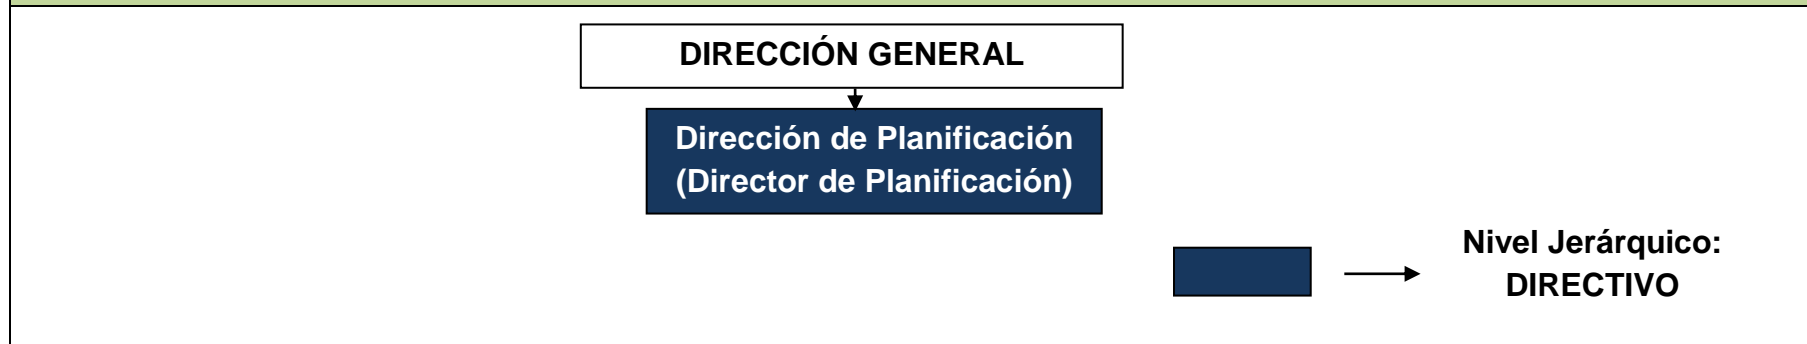 DIRECCIÓN GENERAL
Dirección de Planificación
(Director de Planificación)
Nivel Jerárquico:
DIRECTIVO